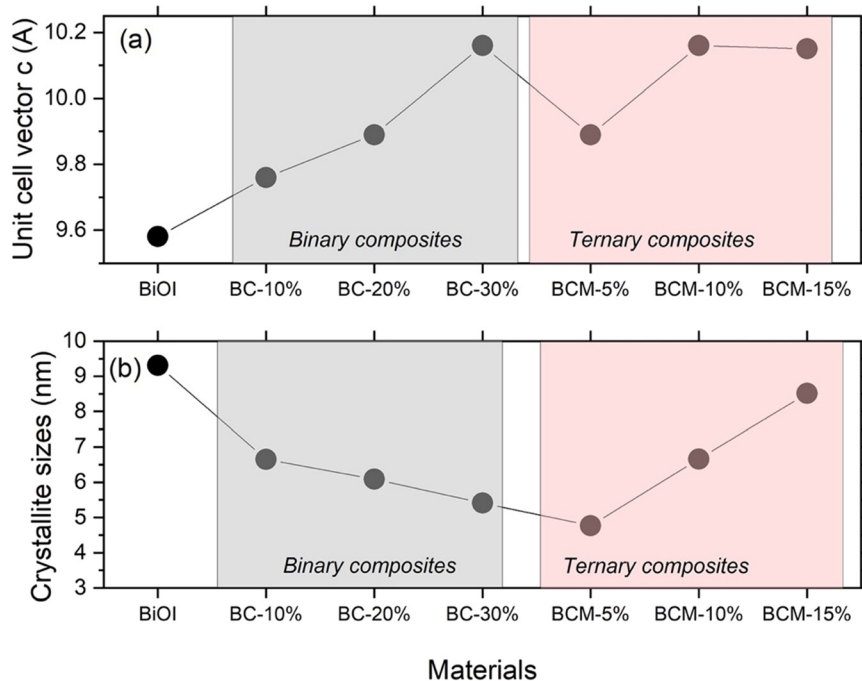 (a)
Unit cell vector c (A)
10.2
10.0
9.8
9.6
Binary composites
Ternary composites
BiOI BC-10% BC-20% BC-30% BCM-5% BCM-10% BCM-15%
(b)
Crystallite sizes (nm)
10
9
8
7
6
5
4
3
Binary composites
Ternary composites
BiOI BC-10% BC-20% BC-30% BCM-5% BCM-10% BCM-15%
Materials